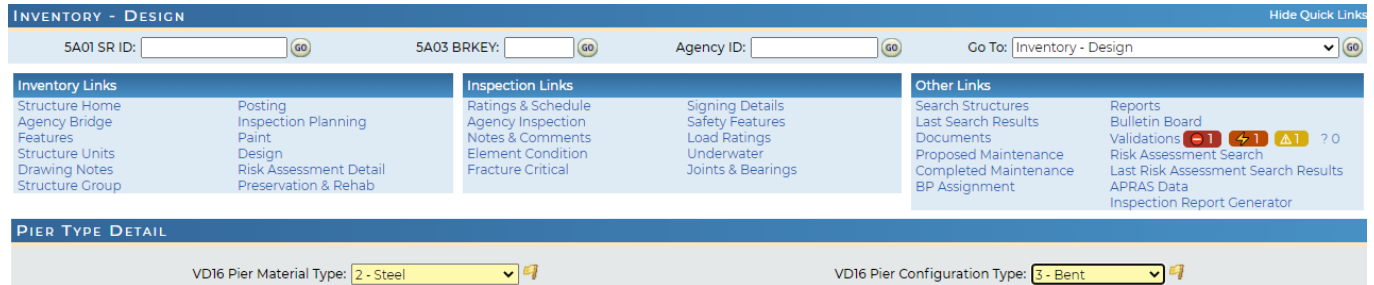 INVENTORY - DESIGN Hide Quick Links
5A01 SR ID: GO 5A03 BRKEY: GO Agency ID: GO Go To: Inventory - Design GO
Inventory Links Inspection Links Other Links
Structure Home Posting Ratings & Schedule Signing Details Search Structures Reports
Agency Bridge Inspection Planning Agency Inspection Safety Features Last Search Results Bulletin Board
Features Paint Notes & Comments Load Ratings Documents Validations 1 1 1 ? 0
Structure Units Design Element Condition Underwater Proposed Maintenance Risk Assessment Search
Drawing Notes Risk Assessment Detail Fracture Critical Joints & Bearings Completed Maintenance Last Risk Assessment Search Results
Structure Group Preservation & Rehab BP Assignment APRAS Data
Inspection Report Generator
PIER TYPE DETAIL
VD16 Pier Material Type: 2 - Steel VD16 Pier Configuration Type: 3 - Bent